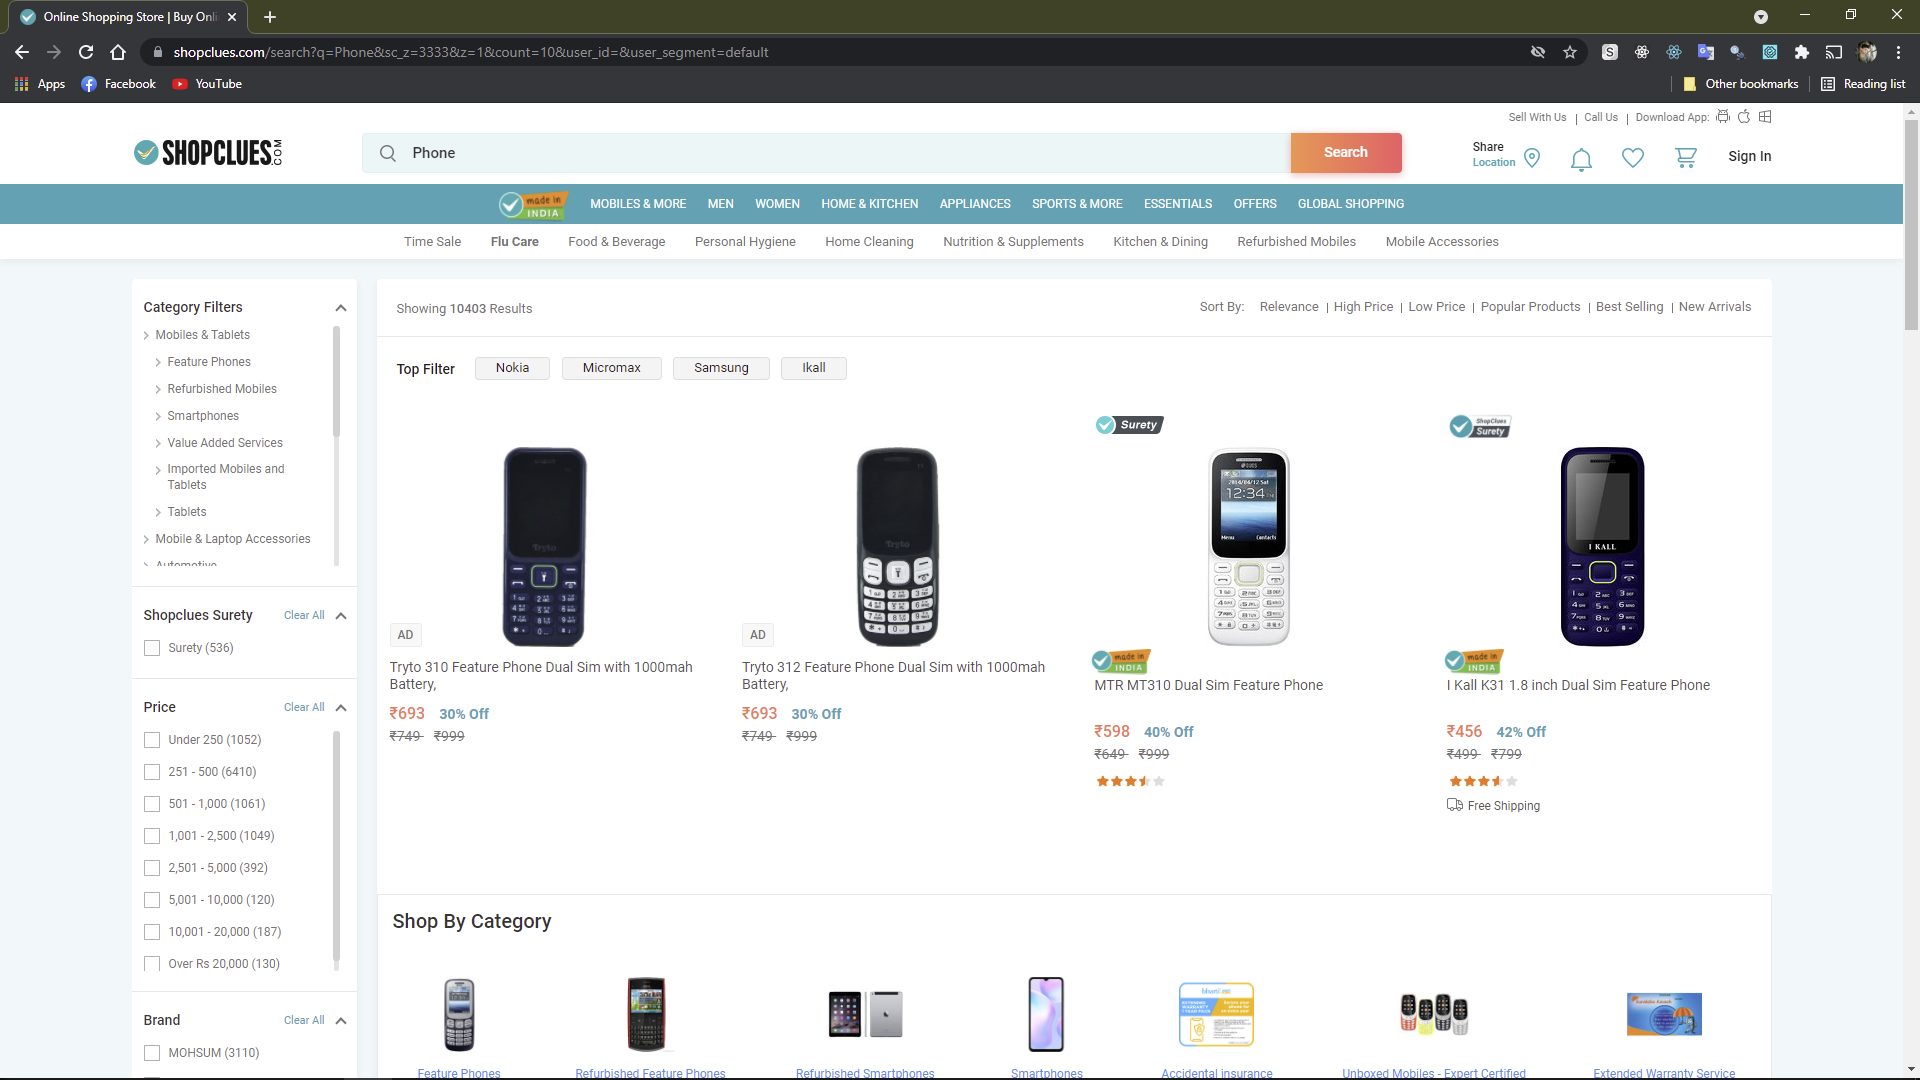 Online Shopping Store | Buy Onli
shopclues.com/search?q=Phone&sc_z=3333&z=1&count=10&user_id=&user_segment=default
Apps
Facebook
YouTube
Other bookmarks
Reading list
Sell With Us | Call Us | Download App:
SHOPCLUES.COM
Phone
Search
Share
Location
Sign In
made in
INDIA
MOBILES & MORE
MEN
WOMEN
HOME & KITCHEN
APPLIANCES
SPORTS & MORE
ESSENTIALS
OFFERS
GLOBAL SHOPPING
Time Sale
Flu Care
Food & Beverage
Personal Hygiene
Home Cleaning
Nutrition & Supplements
Kitchen & Dining
Refurbished Mobiles
Mobile Accessories
Category Filters
Mobiles & Tablets
Feature Phones
Refurbished Mobiles
Smartphones
Value Added Services
Imported Mobiles and
Tablets
Tablets
Mobile & Laptop Accessories
Automotive
Shopclues Surety
Clear All
Surety (536)
Price
Clear All
Under 250 (1052)
251 - 500 (6410)
501 - 1,000 (1061)
1,001 - 2,500 (1049)
2,501 - 5,000 (392)
5,001 - 10,000 (120)
10,001 - 20,000 (187)
Over Rs 20,000 (130)
Brand
Clear All
MOHSUM (3110)
Showing 10403 Results
Sort By: Relevance | High Price | Low Price | Popular Products | Best Selling | New Arrivals
Top Filter
Nokia
Micromax
Samsung
Ikall
AD
Tryto 310 Feature Phone Dual Sim with 1000mah
Battery,
₹693 30% Off
₹749 ₹999
AD
Tryto 312 Feature Phone Dual Sim with 1000mah
Battery,
₹693 30% Off
₹749 ₹999
Surety
12:34
Menu
Contacts
made in
INDIA
MTR MT310 Dual Sim Feature Phone
₹598 40% Off
₹649 ₹999
ShopClues
Surety
I KALL
made in
INDIA
I Kall K31 1.8 inch Dual Sim Feature Phone
₹456 42% Off
₹499 ₹799
Free Shipping
Shop By Category
Feature Phones
Refurbished Feature Phones
Refurbished Smartphones
Smartphones
Accidental insurance
Unboxed Mobiles - Expert Certified
Extended Warranty Service